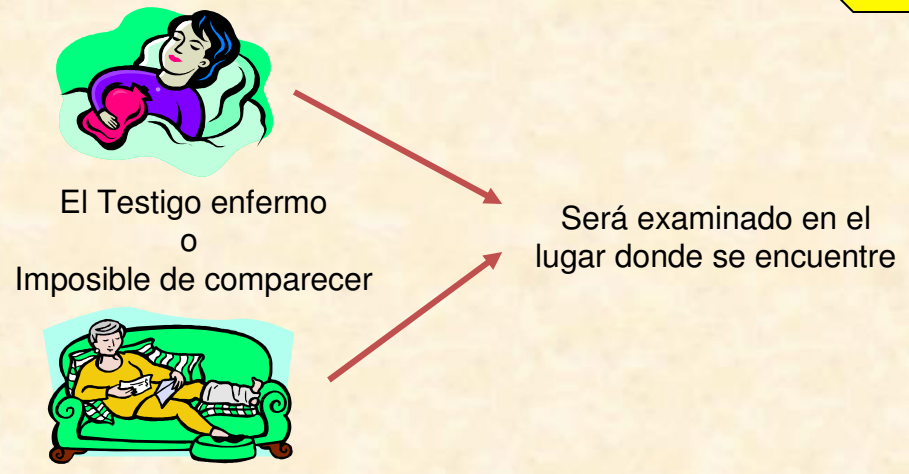 El Testigo enfermo
o
Imposible de comparecer
Será examinado en el
lugar donde se encuentre